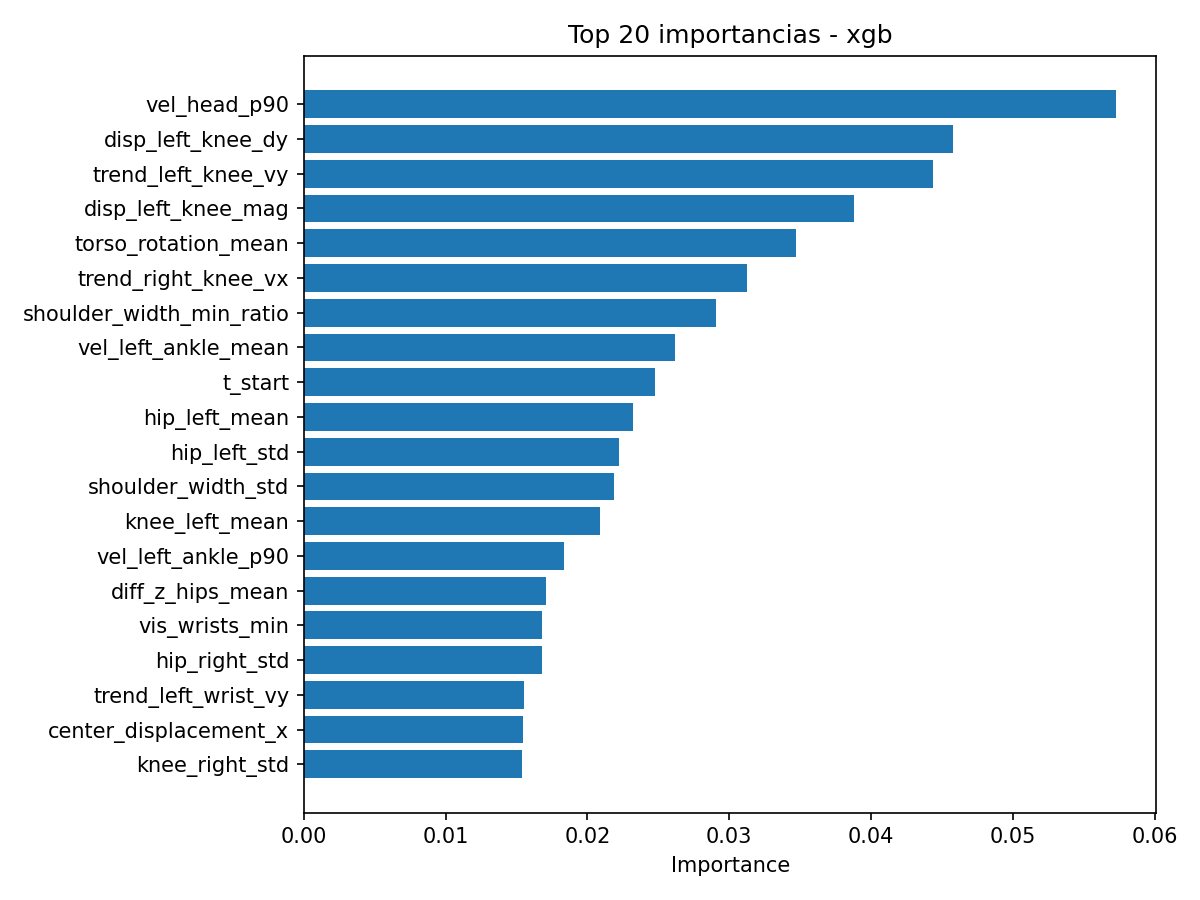 Top 20 importancias - xgb
vel_head_p90
disp_left_knee_dy
trend_left_knee_vy
disp_left_knee_mag
torso_rotation_mean
trend_right_knee_vx
shoulder_width_min_ratio
vel_left_ankle_mean
t_start
hip_left_mean
hip_left_std
shoulder_width_std
knee_left_mean
vel_left_ankle_p90
diff_z_hips_mean
vis_wrists_min
hip_right_std
trend_left_wrist_vy
center_displacement_x
knee_right_std
0.00 0.01 0.02 0.03 0.04 0.05 0.06
Importance